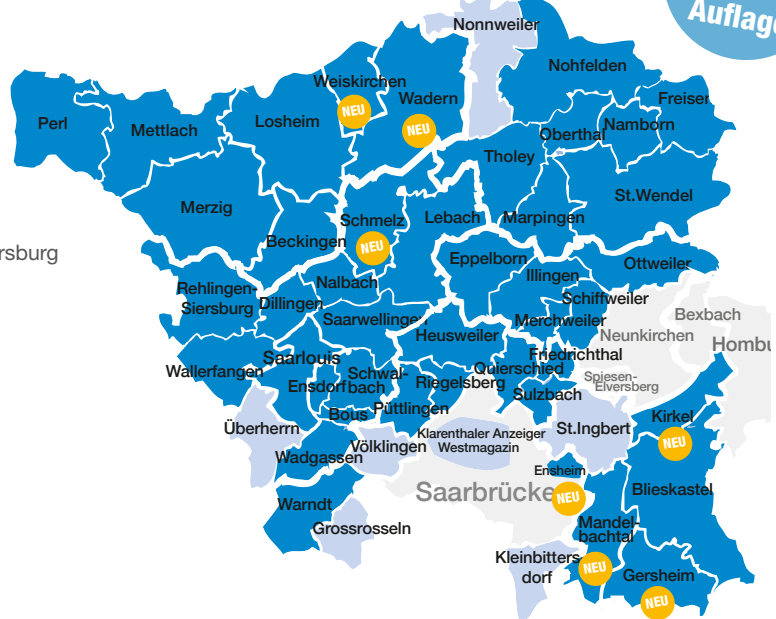 Auflage
Nonnweiler
Nohfelden
Weiskirchen
NEU
Wadern
NEU
Freisen
Perl
Mettlach
Losheim
Oberthal
Namborn
Tholey
St.Wendel
Merzig
Schmelz
NEU
Lebach
Marpingen
Beckingen
rsburg
Eppelborn
Illingen
Ottweiler
Rehlingen-
Siersburg
Dillingen
Nalbach
Schiffweiler
Saarwellingen
Merchweiler
Bexbach
Heusweiler
Neunkirchen
Hombu
Wallerfangen
Saarlouis
Friedrichthal
Quierschied
Ensdorf
Schwal-
bach
Riegelsberg
Spiesen-
Elversberg
Sulzbach
Bous
Püttlingen
Kirkel
NEU
Überherrn
Klarenthaler Anzeiger
Westmagazin
St.Ingbert
Wadgassen
Völklingen
Ensheim
NEU
Saarbrücke
Blieskastel
Warndt
Grossrosseln
Mandel-
bachtal
NEU
Kleinbitters
dorf
Gersheim
NEU